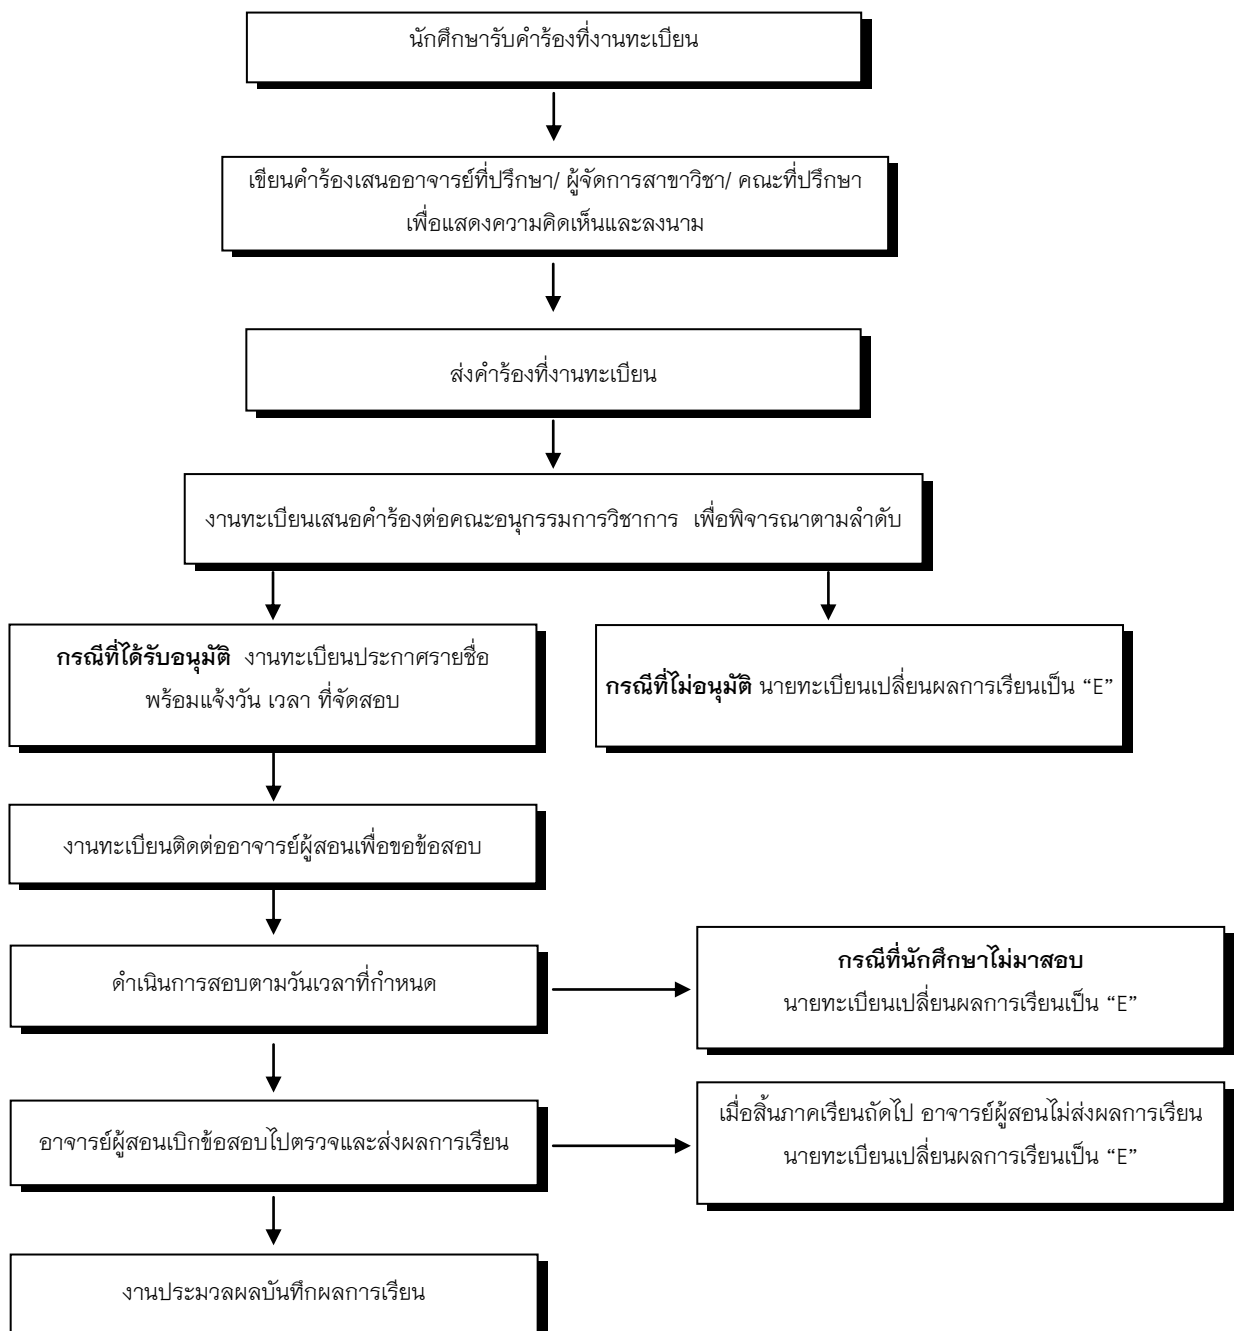 นักศึกษารับคำร้องที่งานทะเบียน
เขียนคำร้องเสนออาจารย์ที่ปรึกษา/ ผู้จัดการสาขาวิชา/ คณะที่ปรึกษา
เพื่อแสดงความคิดเห็นและลงนาม
ส่งคำร้องที่งานทะเบียน
งานทะเบียนเสนอคำร้องต่อคณะอนุกรรมการวิชาการ เพื่อพิจารณาตามลำดับ
กรณีที่ได้รับอนุมัติ งานทะเบียนประกาศรายชื่อ
พร้อมแจ้งวัน เวลา ที่จัดสอบ
กรณีที่ไม่อนุมัติ นายทะเบียนเปลี่ยนผลการเรียนเป็น “E”
งานทะเบียนติดต่ออาจารย์ผู้สอนเพื่อขอข้อสอบ
ดำเนินการสอบตามวันเวลาที่กำหนด
กรณีที่นักศึกษาไม่มาสอบ
นายทะเบียนเปลี่ยนผลการเรียนเป็น “E”
อาจารย์ผู้สอนเบิกข้อสอบไปตรวจและส่งผลการเรียน
เมื่อสิ้นภาคเรียนถัดไป อาจารย์ผู้สอนไม่ส่งผลการเรียน
นายทะเบียนเปลี่ยนผลการเรียนเป็น “E”
งานประมวลผลบันทึกผลการเรียน